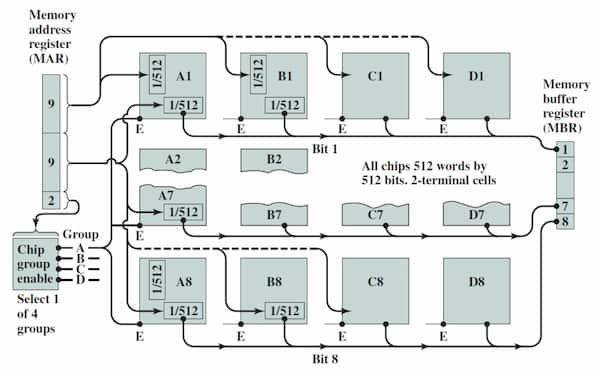 Memory
address
register
(MAR)
9
9
2
Chip
group
enable
Select 1
of 4
groups
Group
A
B
C
D
1/512
A1
1/512
E
1/512
B1
1/512
E
C1
E
D1
E
Bit 1
A2
B2
All chips 512 words by
512 bits. 2-terminal cells
A7
1/512
E
B7
C7
D7
1/512
A8
1/512
E
B8
1/512
E
C8
E
D8
E
Bit 8
Memory
buffer
register
(MBR)
1
2
7
8